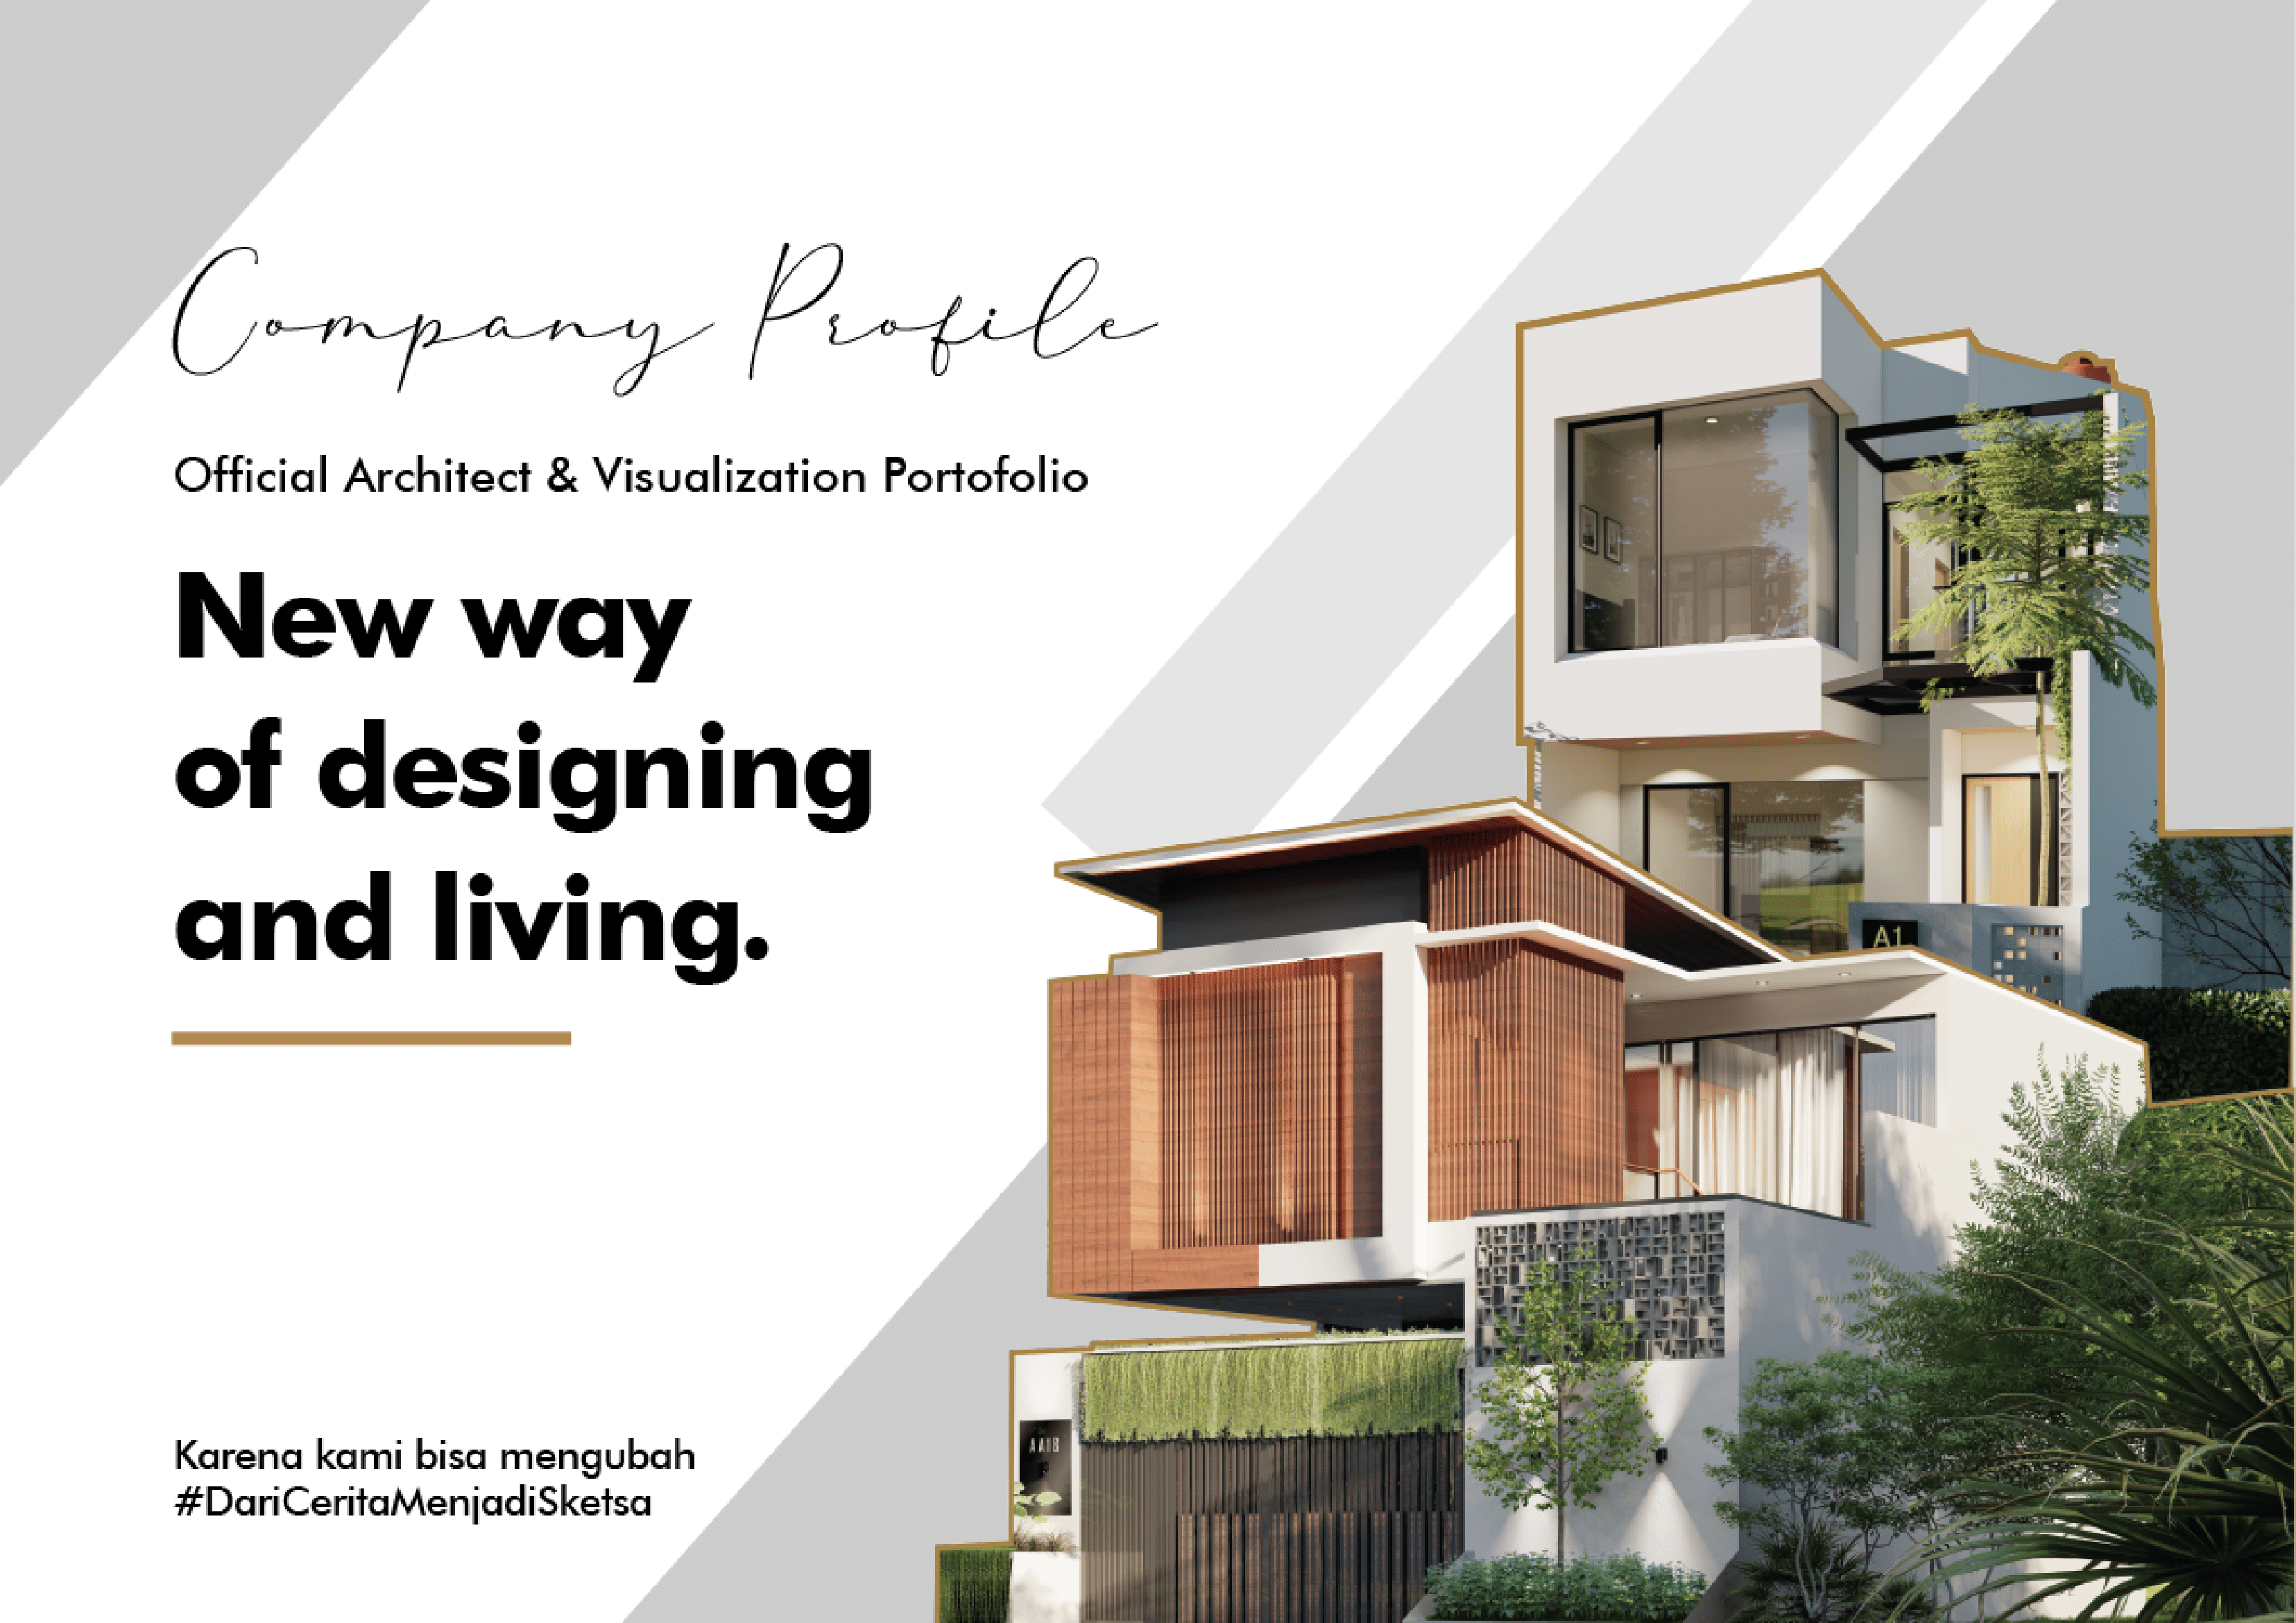 Company Profile
Official Architect & Visualization Portofolio
New way
of designing
and living.
A1
AA18
Karena kami bisa mengubah
#DariCeritaMenjadiSketsa